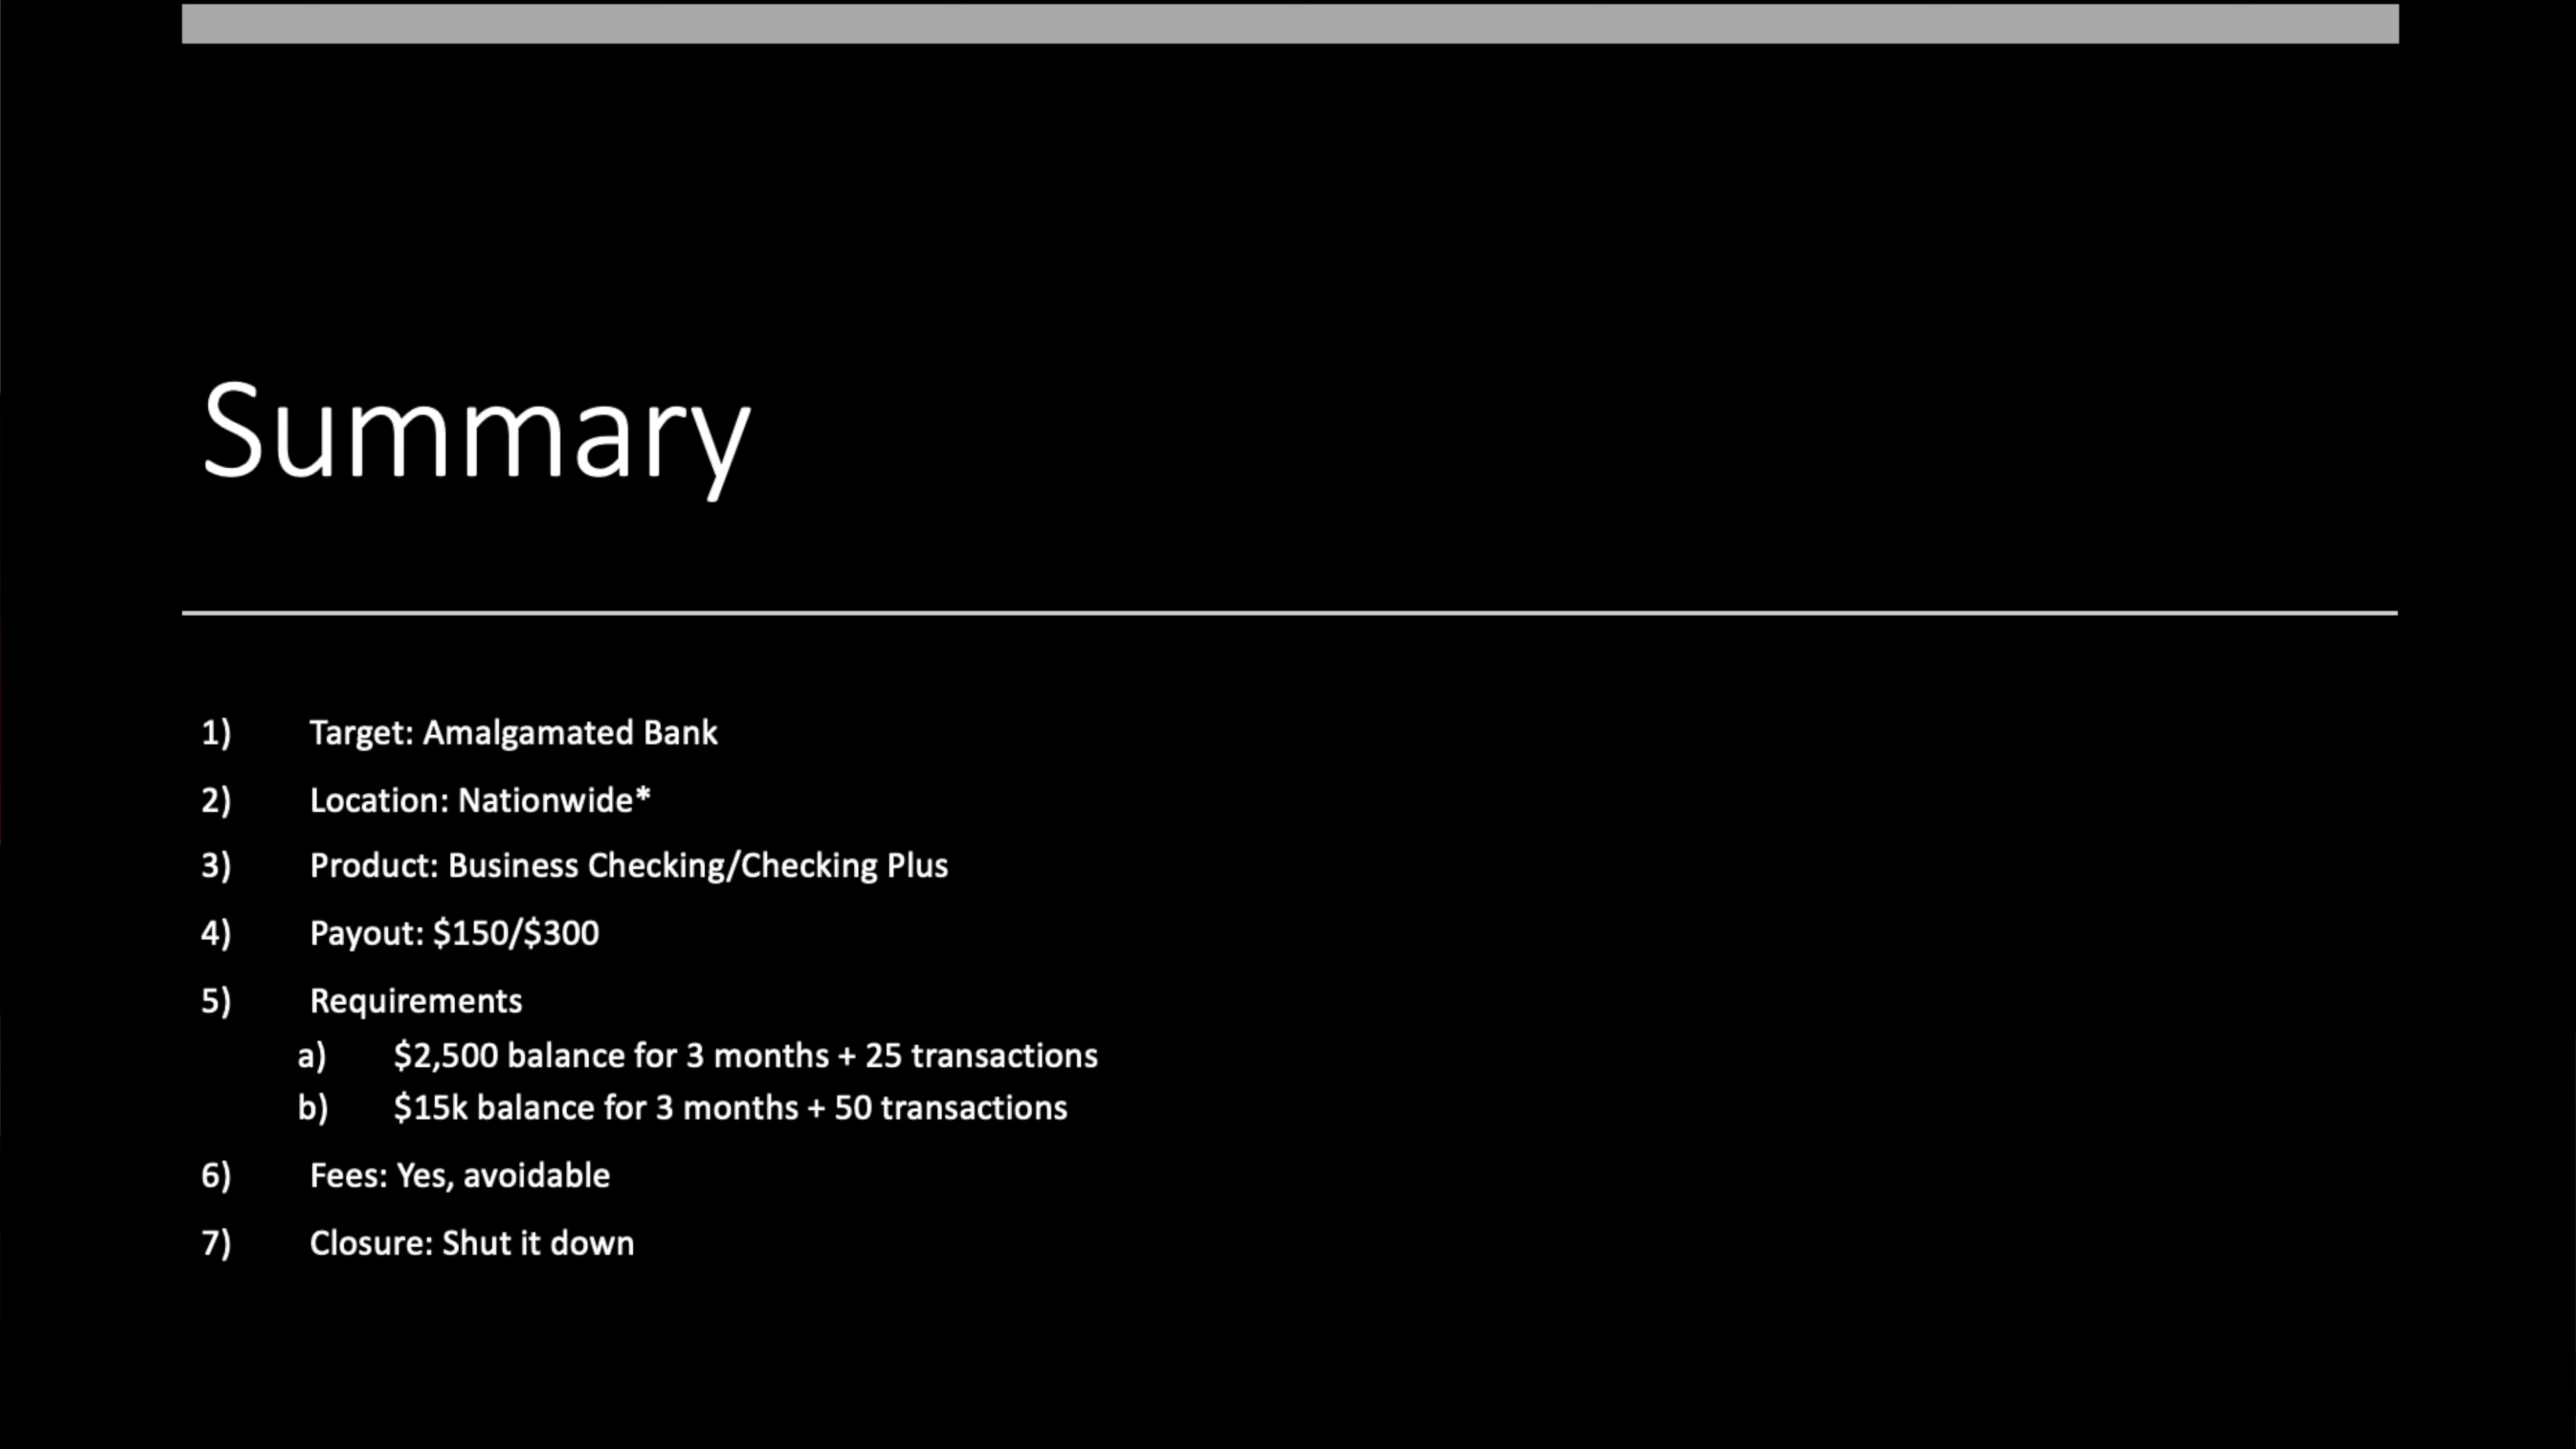 Summary
1) Target: Amalgamated Bank
2) Location: Nationwide*
3) Product: Business Checking/Checking Plus
4) Payout: $150/$300
5) Requirements
a) $2,500 balance for 3 months + 25 transactions
b) $15k balance for 3 months + 50 transactions
6) Fees: Yes, avoidable
7) Closure: Shut it down